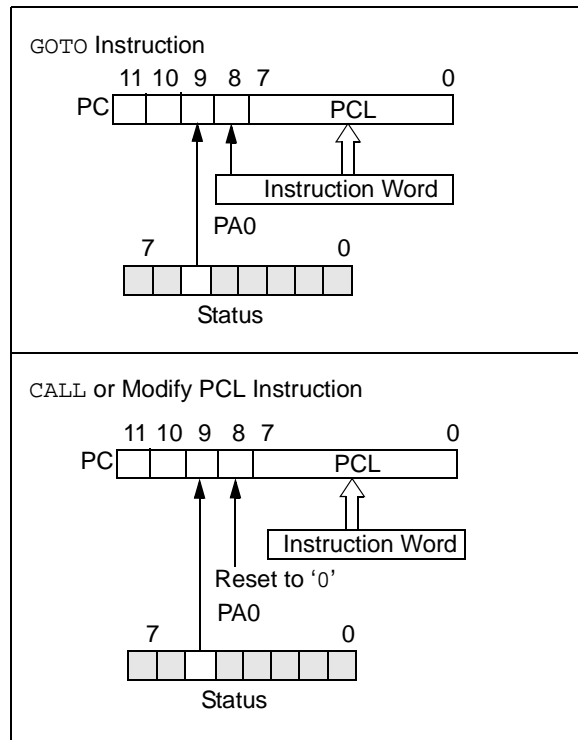 GOTO Instruction
11 10 9 8 7 0
PC
PCL
Instruction Word
PA0
7 0
Status
CALL or Modify PCL Instruction
11 10 9 8 7 0
PC
PCL
Instruction Word
Reset to ‘0’
PA0
7 0
Status